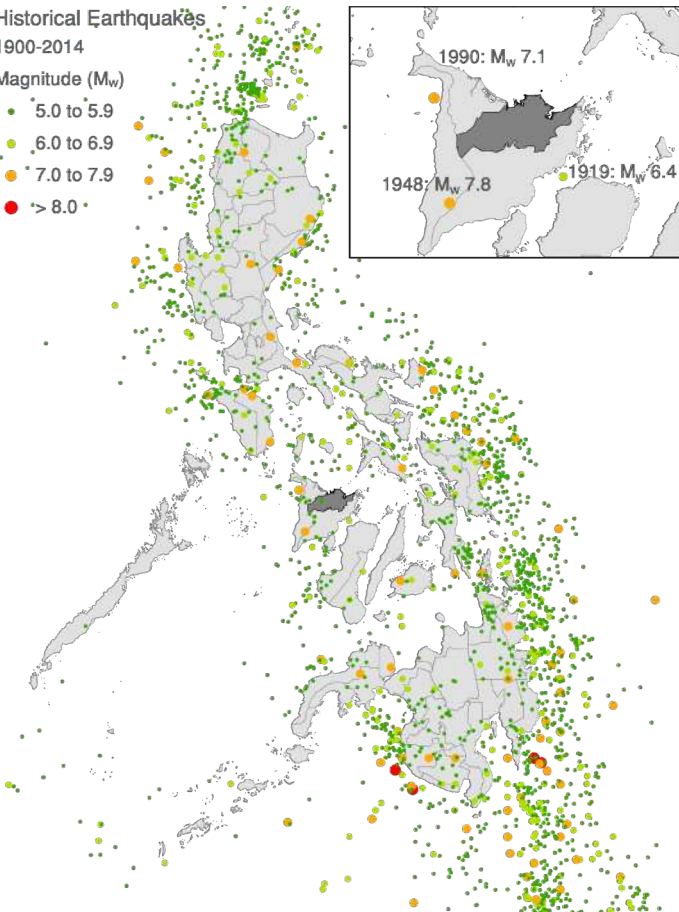 Historical Earthquakes
1900-2014
Magnitude (Mw)
5.0 to 5.9
6.0 to 6.9
7.0 to 7.9
> 8.0
1990: Mw 7.1
1919: Mw 6.4
1948: Mw 7.8